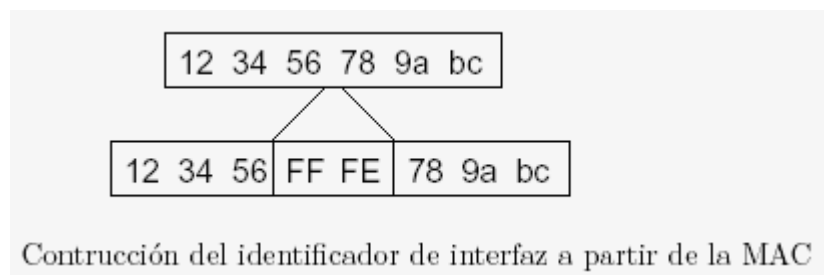 12 34 56 78 9a bc
12 34 56 FF FE 78 9a bc
Contrucción del identificador de interfaz a partir de la MAC